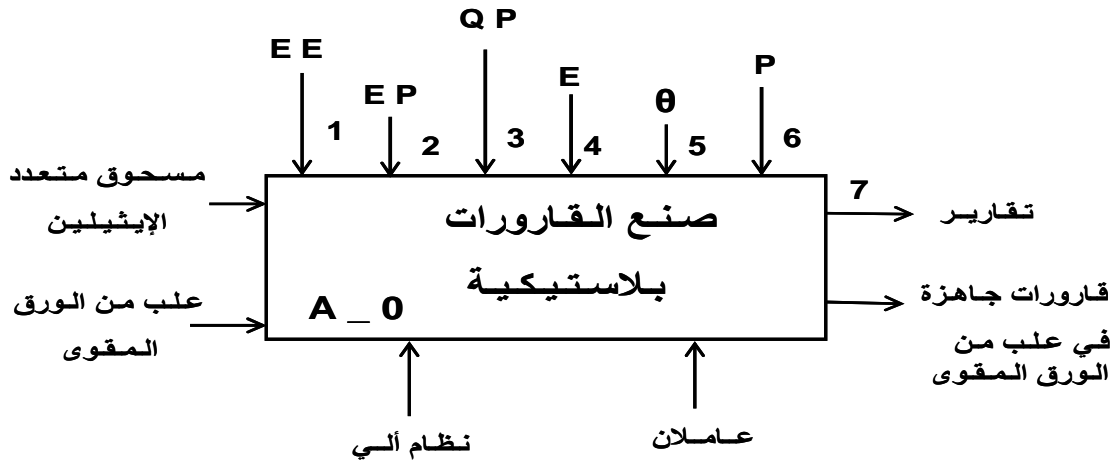 Q P
E E
P
E
θ
E P
1
2
3
4
5
6
7
مسحوق متعدد
الإيثيلين
صنع القارورات
بلاستيكية
تقارير
علب من الورق
المقوى
A _ 0
قارورات جاهزة
في علب من
الورق المقوى
نظام ألي
عاملان